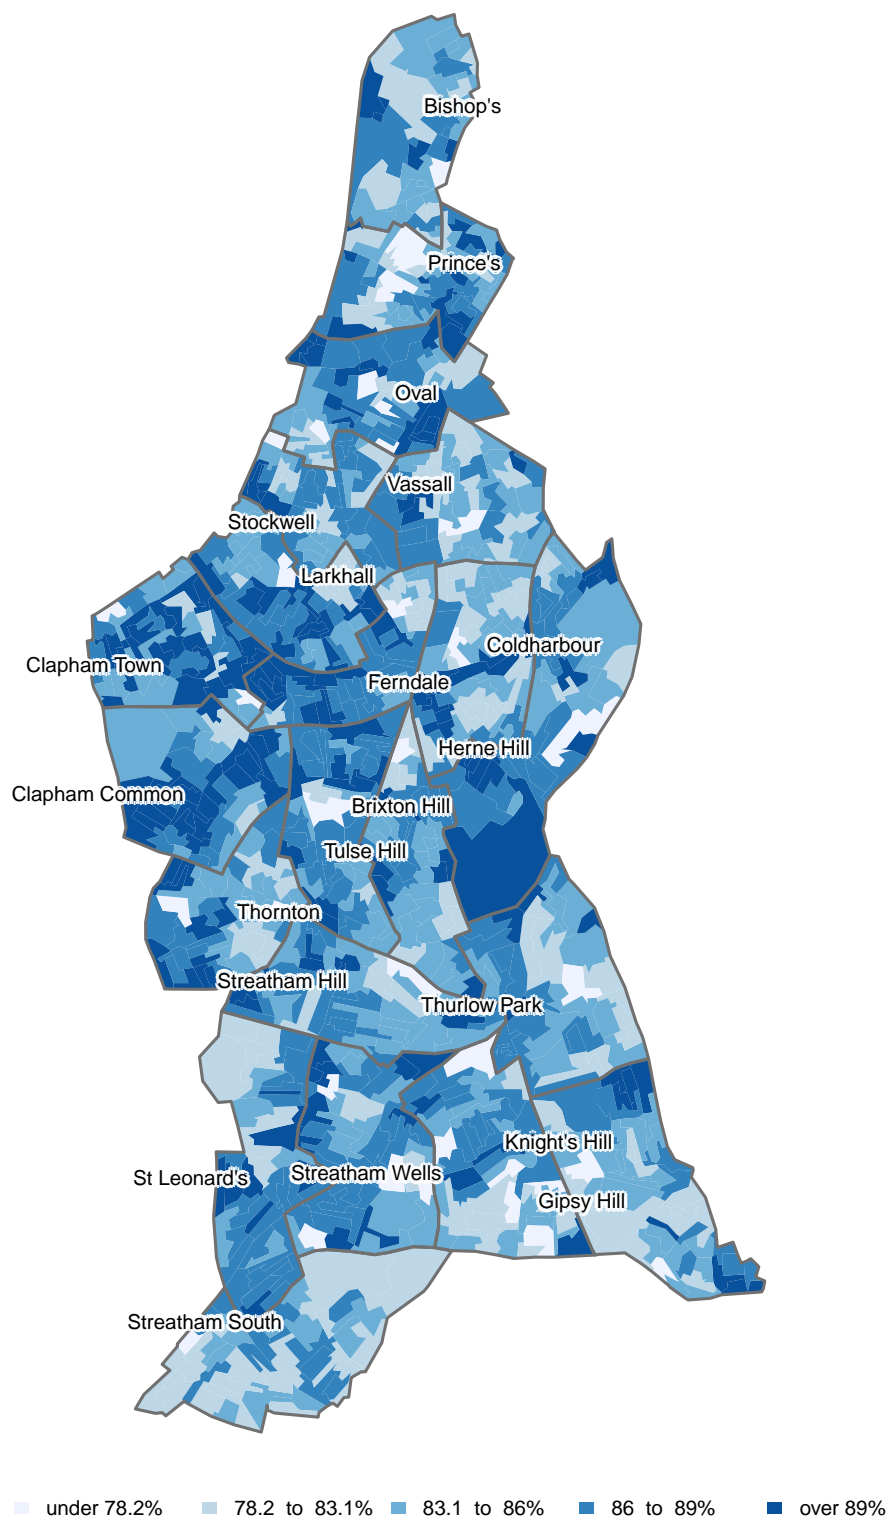 Bishop's
Prince's
Oval
Vassall
Stockwell
Larkhall
Coldharbour
Clapham Town
Ferndale
Herne Hill
Clapham Common
Brixton Hill
Tulse Hill
Thornton
Streatham Hill
Thurlow Park
Knight's Hill
St Leonard's
Streatham Wells
Gipsy Hill
Streatham South
under 78.2% 78.2 to 83.1% 83.1 to 86% 86 to 89% over 89%